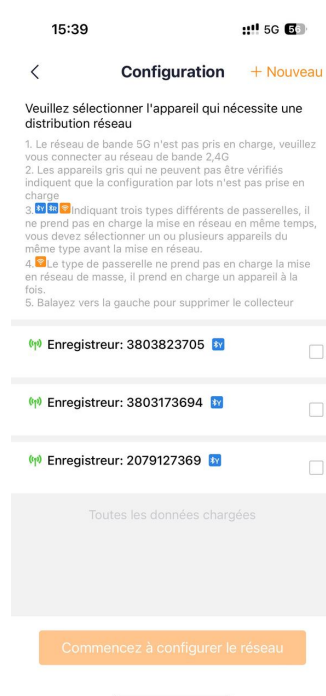 15:39
5G 56
Configuration
+ Nouveau
Veuillez sélectionner l'appareil qui nécessite une
distribution réseau
1. Le réseau de bande 5G n'est pas pris en charge, veuillez
vous connecter au réseau de bande 2,4G
2. Les appareils gris qui ne peuvent pas être vérifiés
indiquent que la configuration par lots n'est pas prise en
charge
3. Indiquant trois types différents de passerelles, il
ne prend pas en charge la mise en réseau en même temps,
vous devez sélectionner un ou plusieurs appareils du
même type avant la mise en réseau.
4. Le type de passerelle ne prend pas en charge la mise
en réseau de masse, il prend en charge un appareil à la
fois.
5. Balayez vers la gauche pour supprimer le collecteur
Enregistreur: 3803823705
Enregistreur: 3803173694
Enregistreur: 2079127369
Toutes les données chargées
Commencez à configurer le réseau